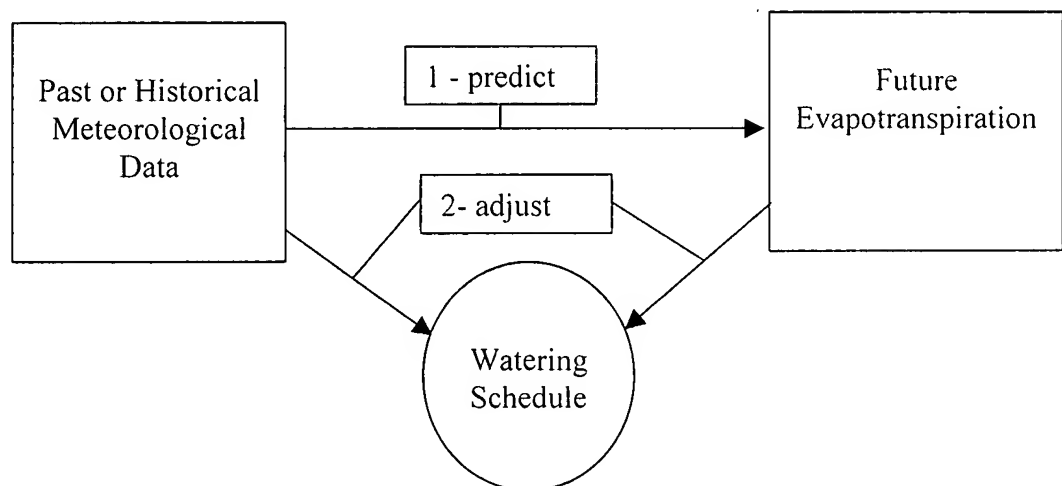 Past or Historical
Meteorological
Data
1 - predict
Future
Evapotranspiration
2- adjust
Watering
Schedule